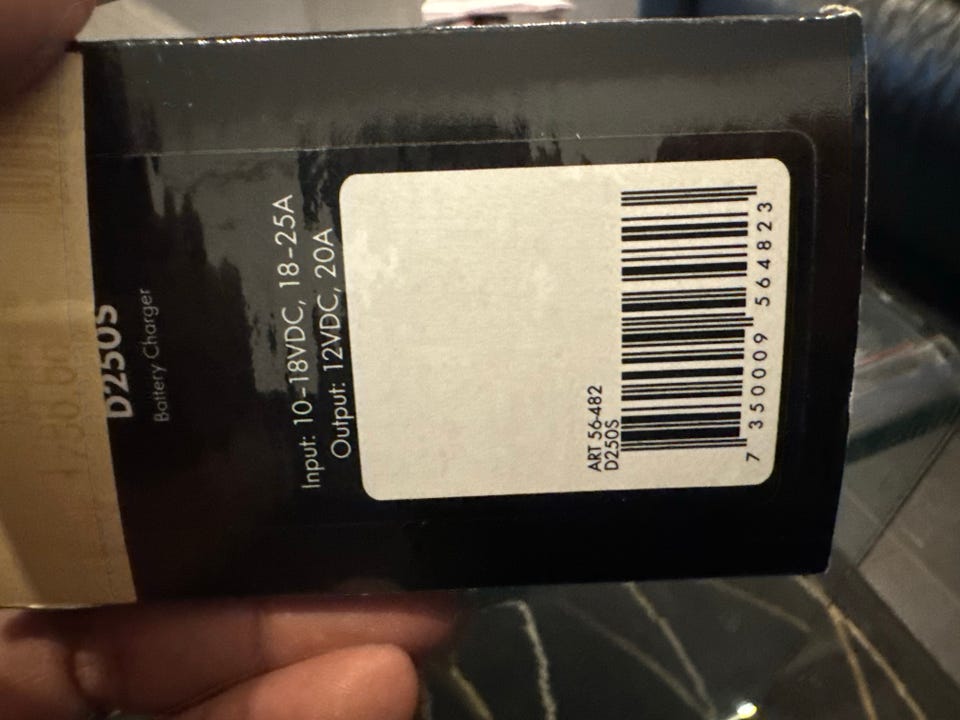 D250S
Battery Charger
Input: 10-18VDC, 18-25A
Output: 12VDC, 20A
ART 56-482
D250S
7 350009 564823